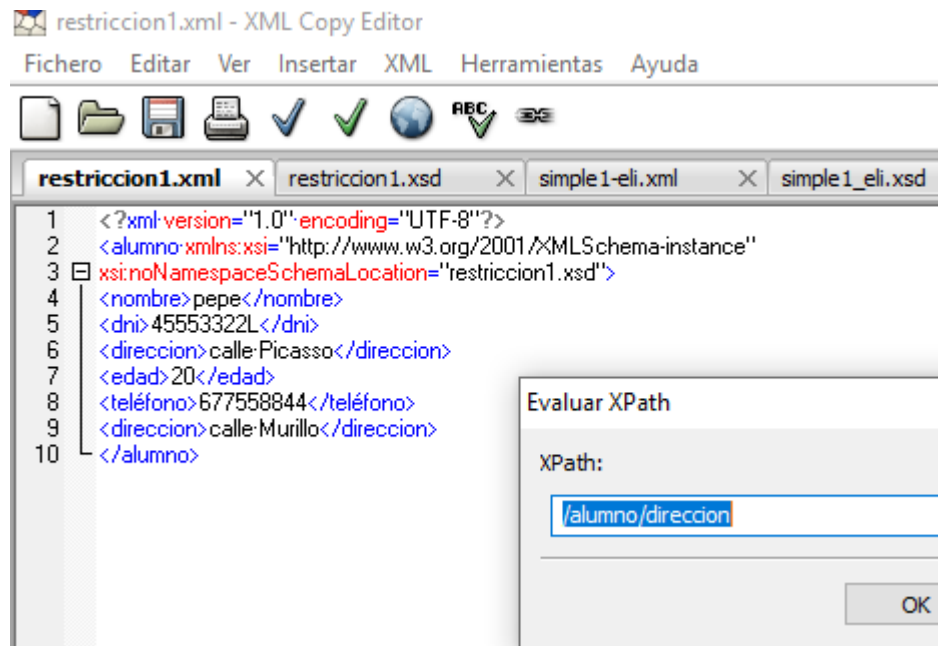 restriccion1.xml - XML Copy Editor
Fichero Editar Ver Insertar XML Herramientas Ayuda
ABC
restriccion1.xml restriccion1.xsd simple1-eli.xml simple1_eli.xsd
1 <?xml version="1.0" encoding="UTF-8"?>
2 <alumno xmlns:xsi="http://www.w3.org/2001/XMLSchema-instance"
3 xsi:noNamespaceSchemaLocation="restriccion1.xsd">
4 <nombre>pepe</nombre>
5 <dni>45553322L</dni>
6 <direccion>calle Picasso</direccion>
7 <edad>20</edad>
8 <teléfono>677558844</teléfono>
9 <direccion>calle Murillo</direccion>
10 </alumno>
Evaluar XPath
XPath:
/alumno/direccion
OK